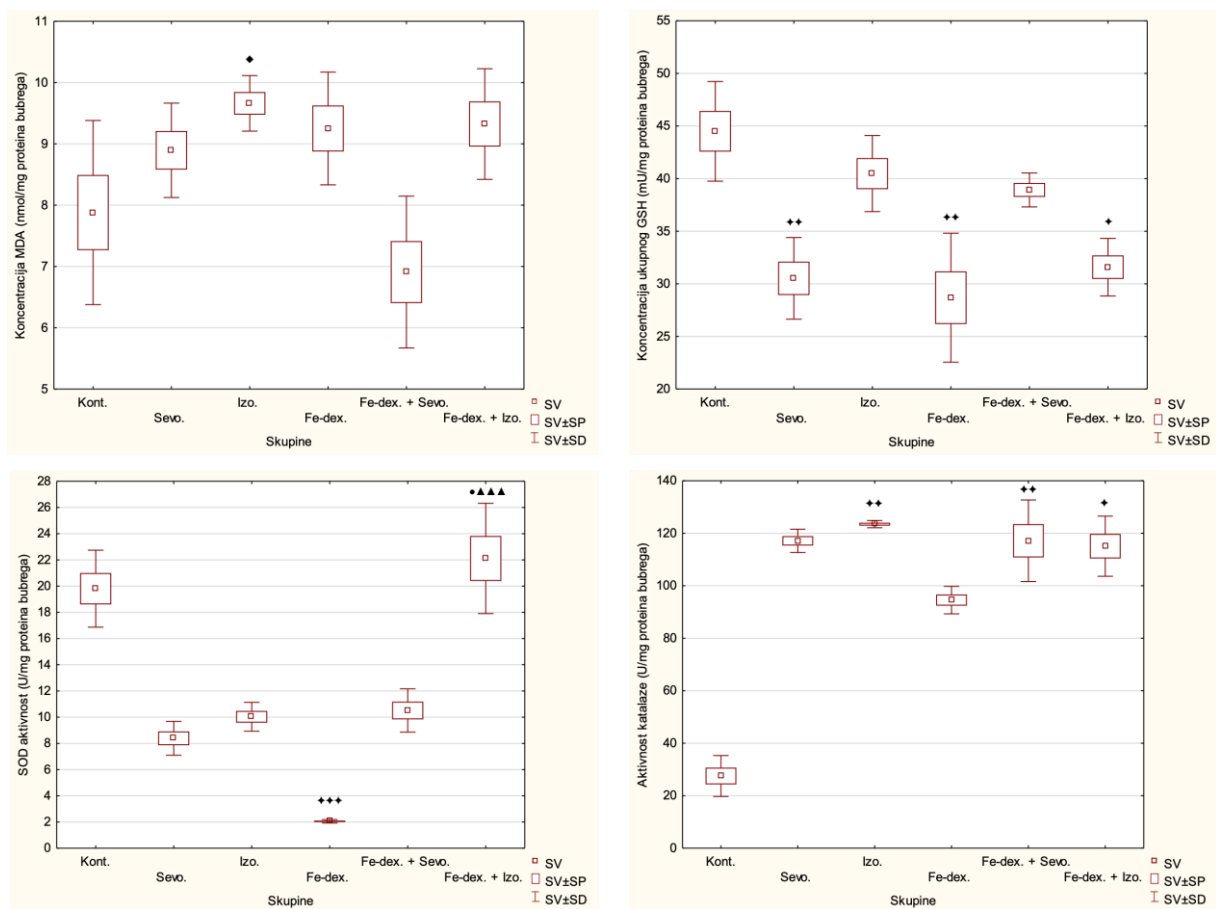 Koncentracija MDA (nmol/mg proteina bubrega)
11
10
9
8
7
6
5
◆
Kont. Izo. Fe-dex. + Sevo.
Sevo. Fe-dex. Fe-dex. + Izo.
Skupine
SV
SV±SP
SV±SD
Koncentracija ukupnog GSH (mU/mg proteina bubrega)
55
50
45
40
35
30
25
20
✦✦ ✦✦ ✦
Kont. Izo. Fe-dex. + Sevo.
Sevo. Fe-dex. Fe-dex. + Izo.
Skupine
SV
SV±SP
SV±SD
SOD aktivnost (U/mg proteina bubrega)
28
26
24
22
20
18
16
14
12
10
8
6
4
2
0
●▲▲▲
✦✦✦
Kont. Izo. Fe-dex. + Sevo.
Sevo. Fe-dex. Fe-dex. + Izo.
Skupine
SV
SV±SP
SV±SD
Aktivnost katalaze (U/mg proteina bubrega)
140
120
100
80
60
40
20
0
✦✦ ✦✦ ✦
Kont. Izo. Fe-dex. + Sevo.
Sevo. Fe-dex. Fe-dex. + Izo.
Skupine
SV
SV±SP
SV±SD